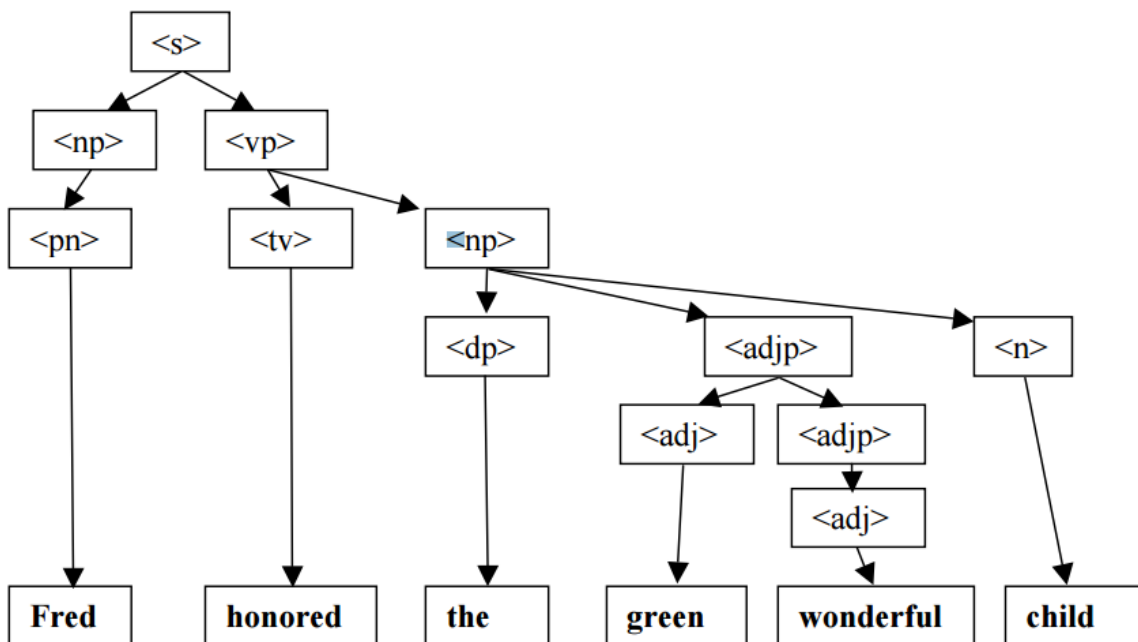 <s>
<np> <vp>
<pn> <tv> <np>
<dp> <adjp> <n>
<adj> <adjp>
<adj>
Fred honored the green wonderful child